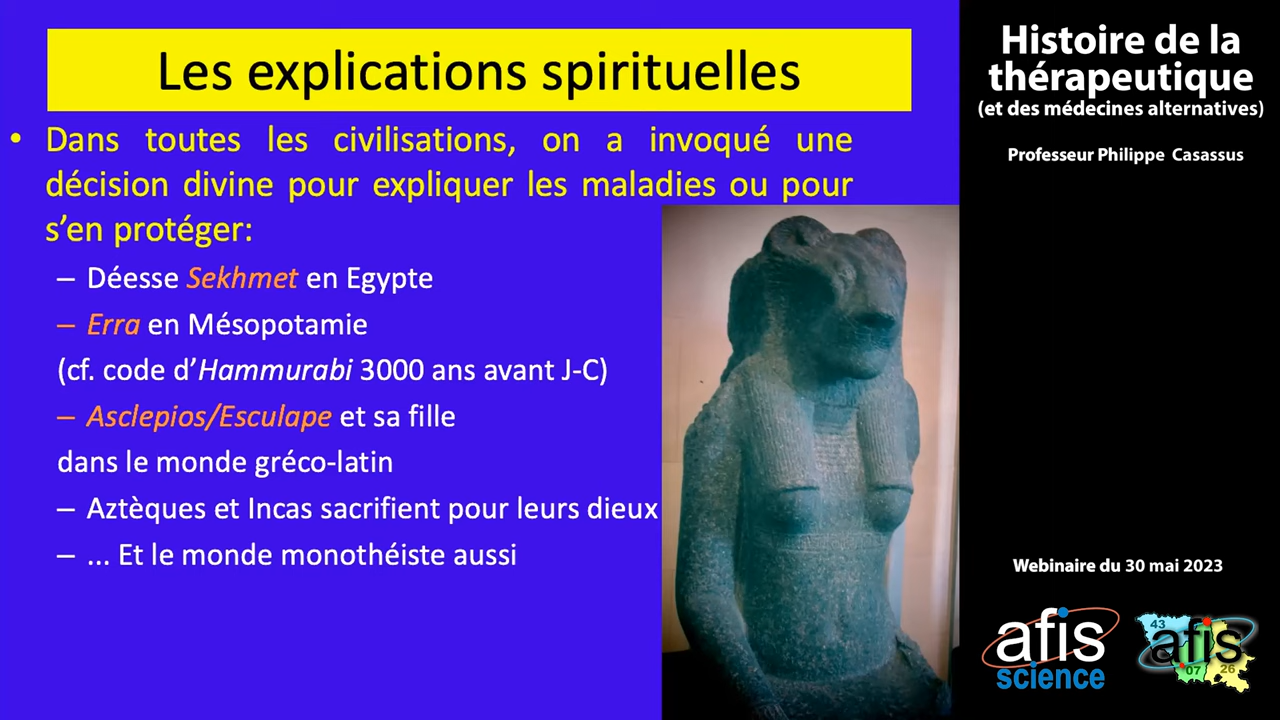 Les explications spirituelles
• Dans toutes les civilisations, on a invoqué une
décision divine pour expliquer les maladies ou pour
s'en protéger:
– Déesse Sekhmet en Egypte
– Erra en Mésopotamie
(cf. code d'Hammurabi 3000 ans avant J-C)
– Asclepios/Esculape et sa fille
dans le monde gréco-latin
– Aztèques et Incas sacrifient pour leurs dieux
– ... Et le monde monothéiste aussi
Histoire de la
thérapeutique
(et des médecines alternatives)
Professeur Philippe Casassus
Webinaire du 30 mai 2023
afis
science
43
afis
07
26